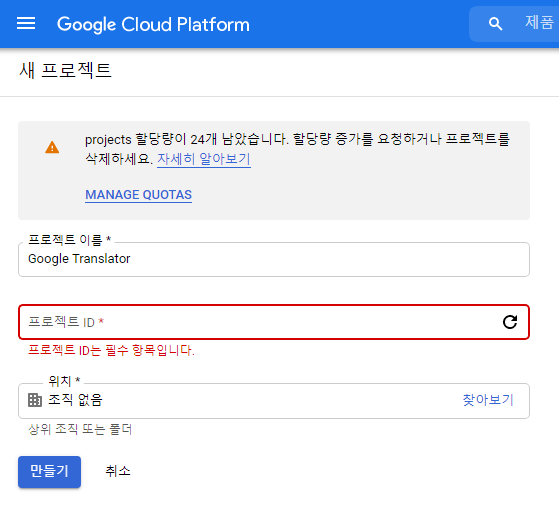 Google Cloud Platform
제품
새 프로젝트
projects 할당량이 24개 남았습니다. 할당량 증가를 요청하거나 프로젝트를
삭제하세요. 자세히 알아보기
MANAGE QUOTAS
프로젝트 이름 *
Google Translator
프로젝트 ID *
프로젝트 ID는 필수 항목입니다.
위치 *
조직 없음
찾아보기
상위 조직 또는 폴더
만들기
취소